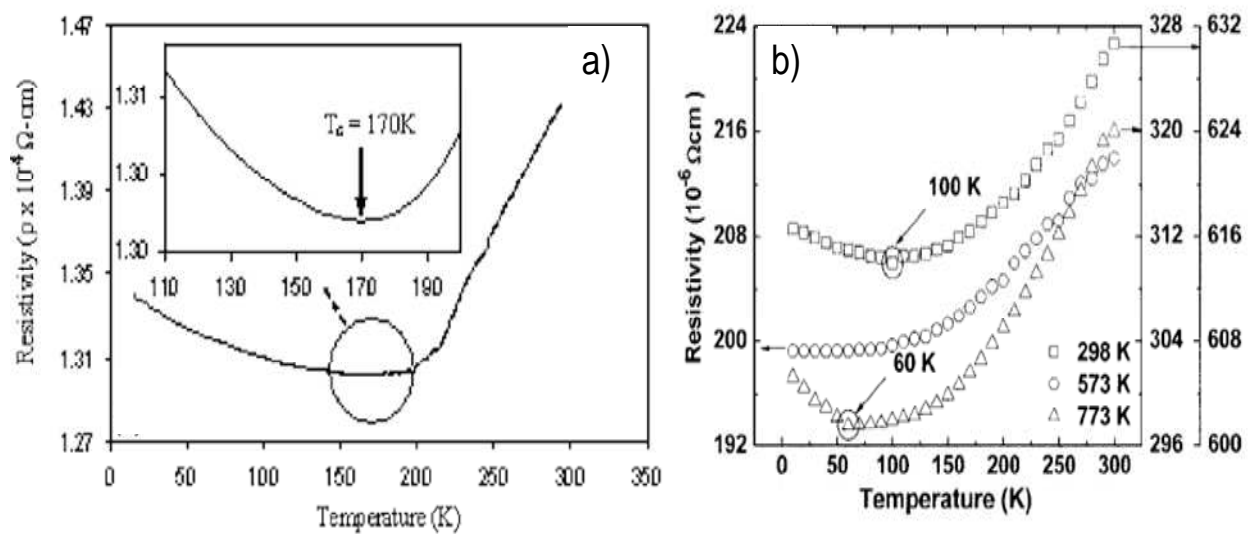 a)
1.47
1.43
1.39
1.35
1.31
1.27
Resistivity (ρ x 10⁻⁴ Ω-cm)
1.31
1.30
1.30
Tc = 170K
110 130 150 170 190
0 50 100 150 200 250 300 350
Temperature (K)
b)
224
216
208
200
192
Resistivity (10⁻⁶ Ωcm)
100 K
60 K
298 K
573 K
773 K
328
320
312
304
296
632
624
616
608
600
0 50 100 150 200 250 300
Temperature (K)